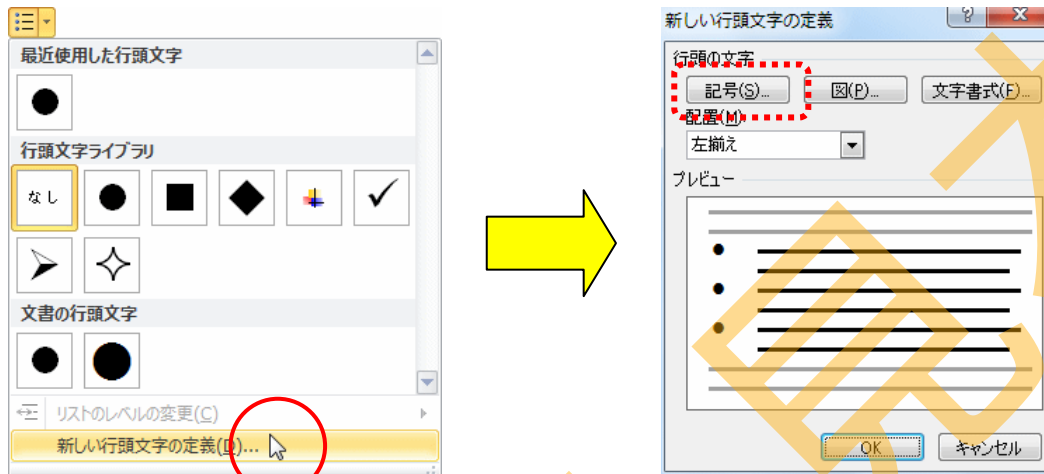 最近使用した行頭文字
行頭文字ライブラリ
なし
文書の行頭文字
リストのレベルの変更(C)
新しい行頭文字の定義(D)...
新しい行頭文字の定義
行頭の文字
記号(S)... 図(P)... 文字書式(F)...
配置(M):
左揃え
プレビュー
OK キャンセル